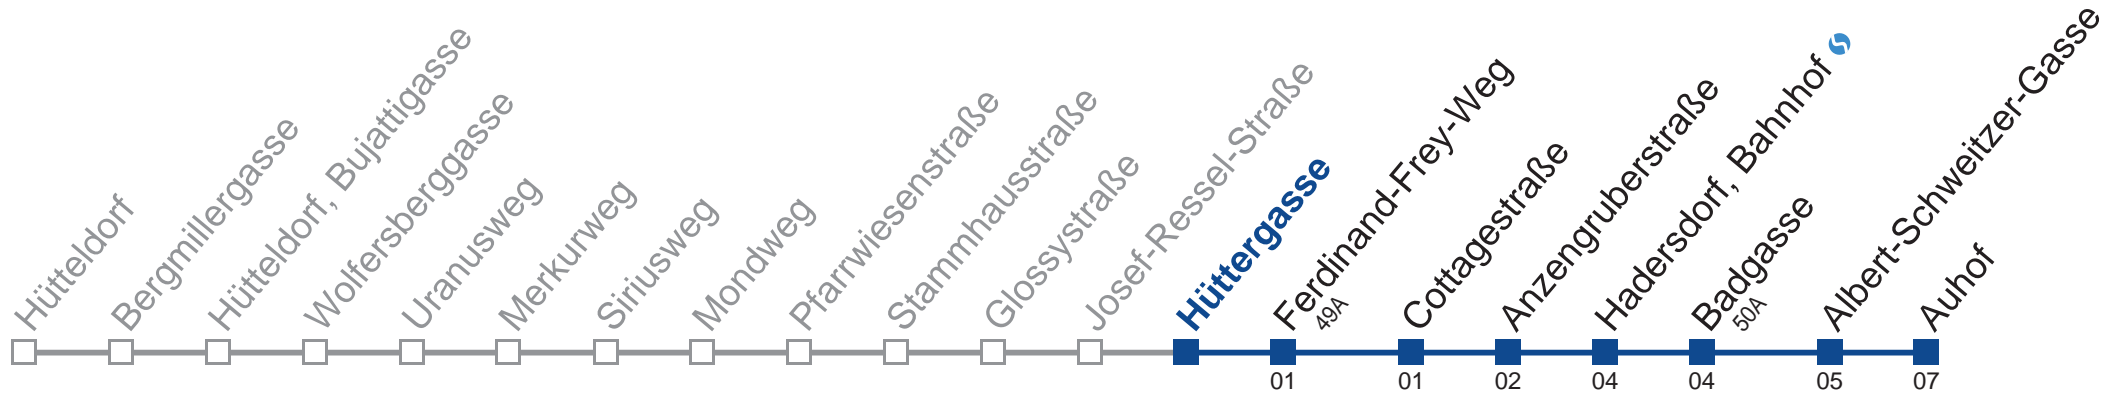 Hütteldorf
Bergmillergasse
Hütteldorf, Bujattigasse
Wolfersberggasse
Uranusweg
Merkurweg
Siriusweg
Mondweg
Pfarrwiesenstraße
Stammhausstraße
Glossystraße
Josef-Ressel-Straße
Hüttergasse
Ferdinand-Frey-Weg
49A
Cottagestraße
Anzengruberstraße
Hadersdorf, Bahnhof
Badgasse
50A
Albert-Schweitzer-Gasse
Auhof
01 01 02 04 04 05 07